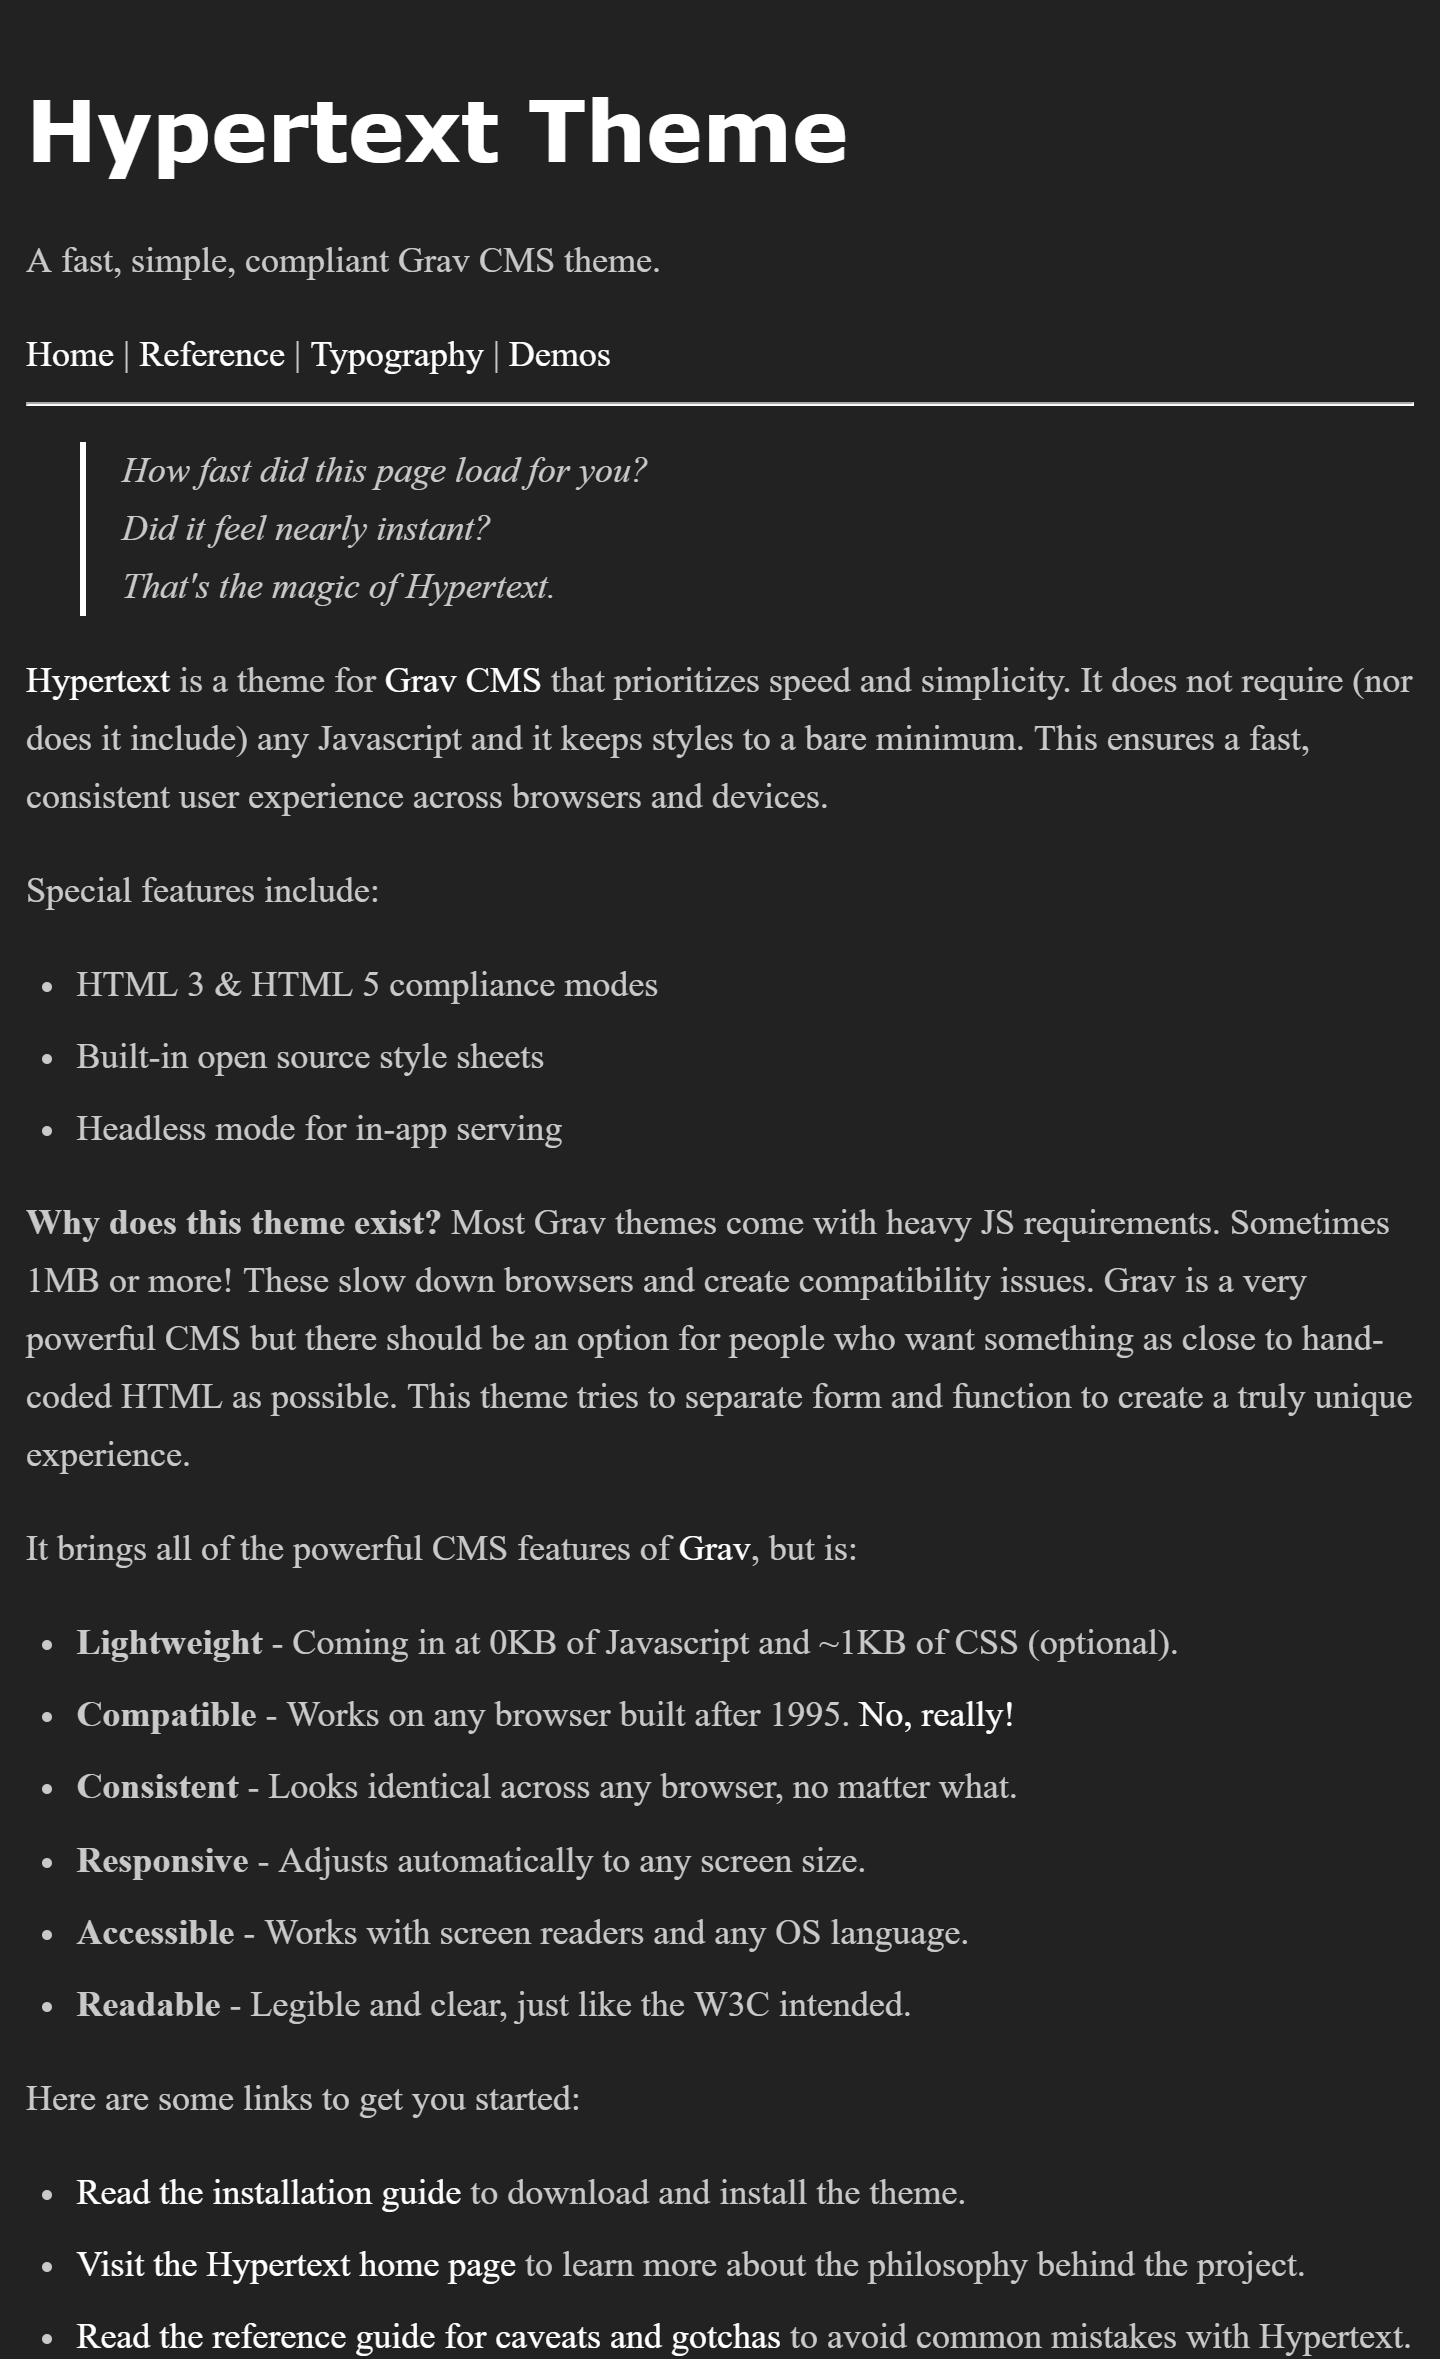 Hypertext Theme
A fast, simple, compliant Grav CMS theme.
Home | Reference | Typography | Demos
How fast did this page load for you?
Did it feel nearly instant?
That's the magic of Hypertext.
Hypertext is a theme for Grav CMS that prioritizes speed and simplicity. It does not require (nor
does it include) any Javascript and it keeps styles to a bare minimum. This ensures a fast,
consistent user experience across browsers and devices.
Special features include:
• HTML 3 & HTML 5 compliance modes
• Built-in open source style sheets
• Headless mode for in-app serving
Why does this theme exist? Most Grav themes come with heavy JS requirements. Sometimes
1MB or more! These slow down browsers and create compatibility issues. Grav is a very
powerful CMS but there should be an option for people who want something as close to hand-
coded HTML as possible. This theme tries to separate form and function to create a truly unique
experience.
It brings all of the powerful CMS features of Grav, but is:
• Lightweight - Coming in at 0KB of Javascript and ~1KB of CSS (optional).
• Compatible - Works on any browser built after 1995. No, really!
• Consistent - Looks identical across any browser, no matter what.
• Responsive - Adjusts automatically to any screen size.
• Accessible - Works with screen readers and any OS language.
• Readable - Legible and clear, just like the W3C intended.
Here are some links to get you started:
• Read the installation guide to download and install the theme.
• Visit the Hypertext home page to learn more about the philosophy behind the project.
• Read the reference guide for caveats and gotchas to avoid common mistakes with Hypertext.